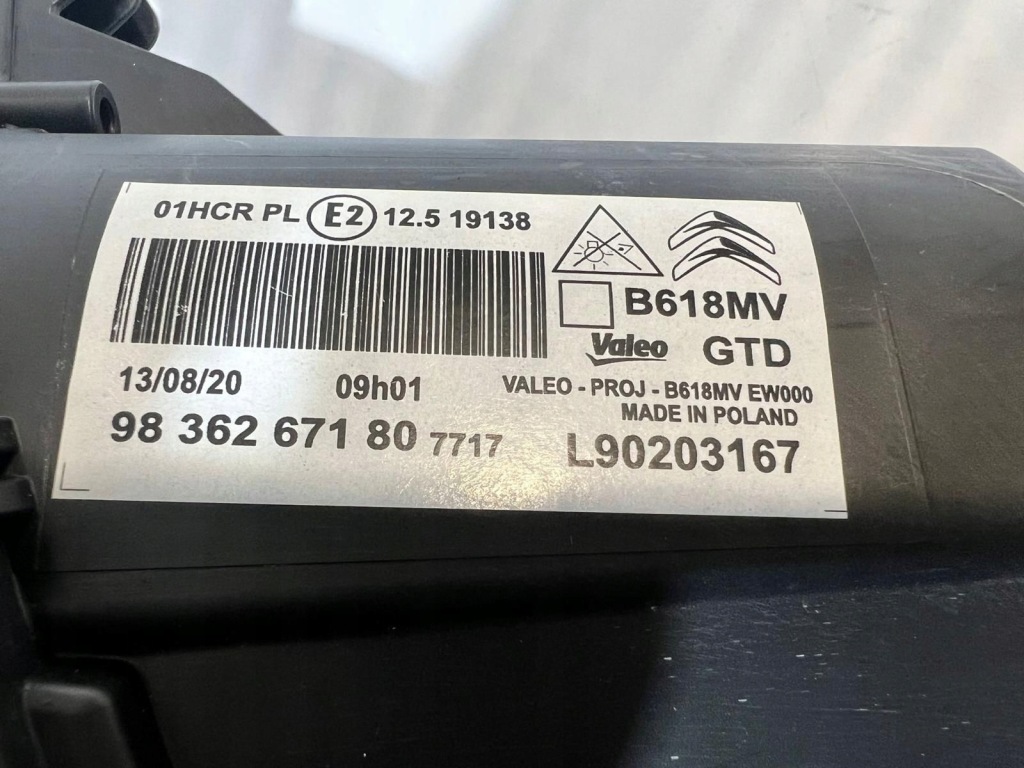 01HCR PL E2 12.5 19138
B618MV
Valeo GTD
13/08/20 09h01
VALEO - PROJ - B618MV EW000
MADE IN POLAND
98 362 671 80 7717
L90203167